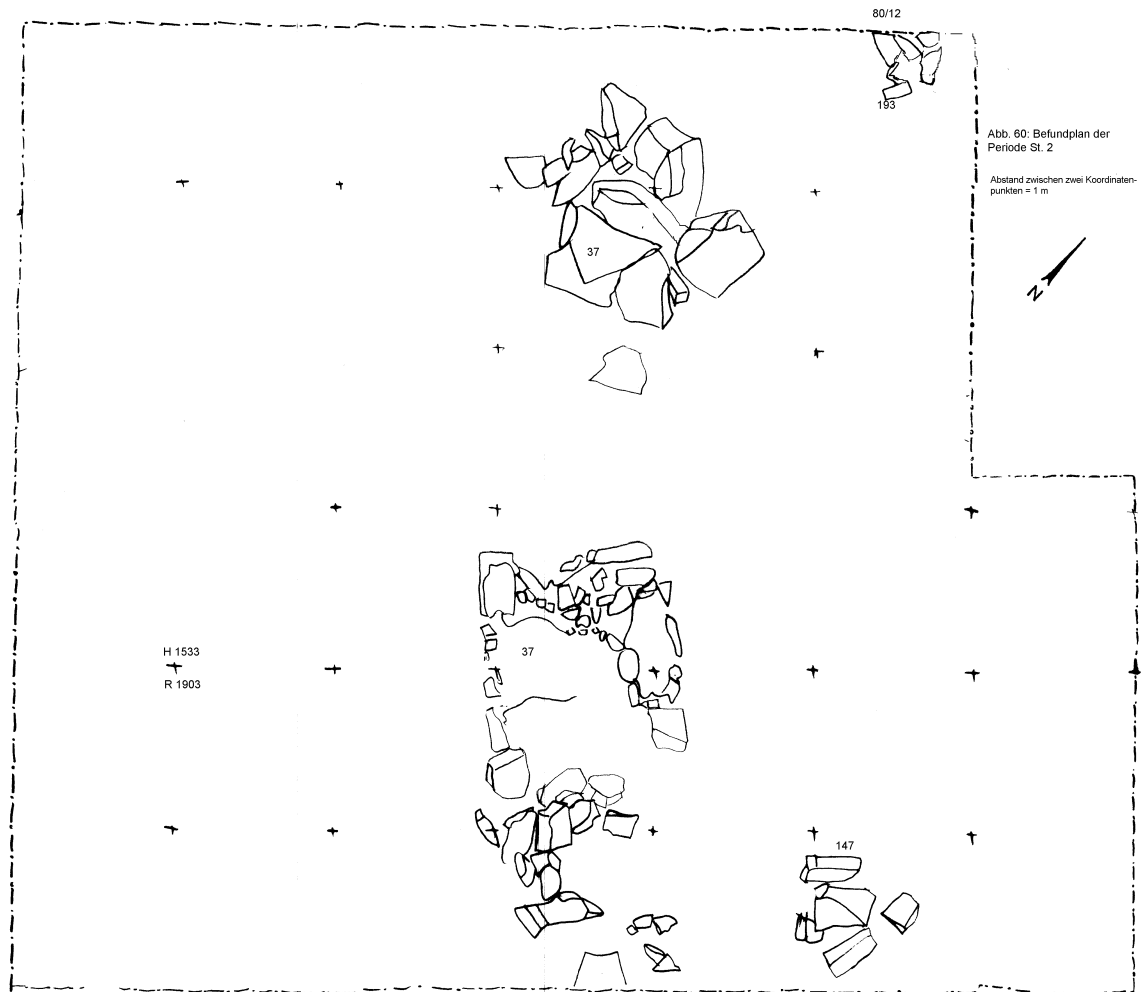 80/12
193
Abb. 60: Befundplan der
Periode St. 2
Abstand zwischen zwei Koordinaten-
punkten = 1 m
N
37
37
H 1533
R 1903
147